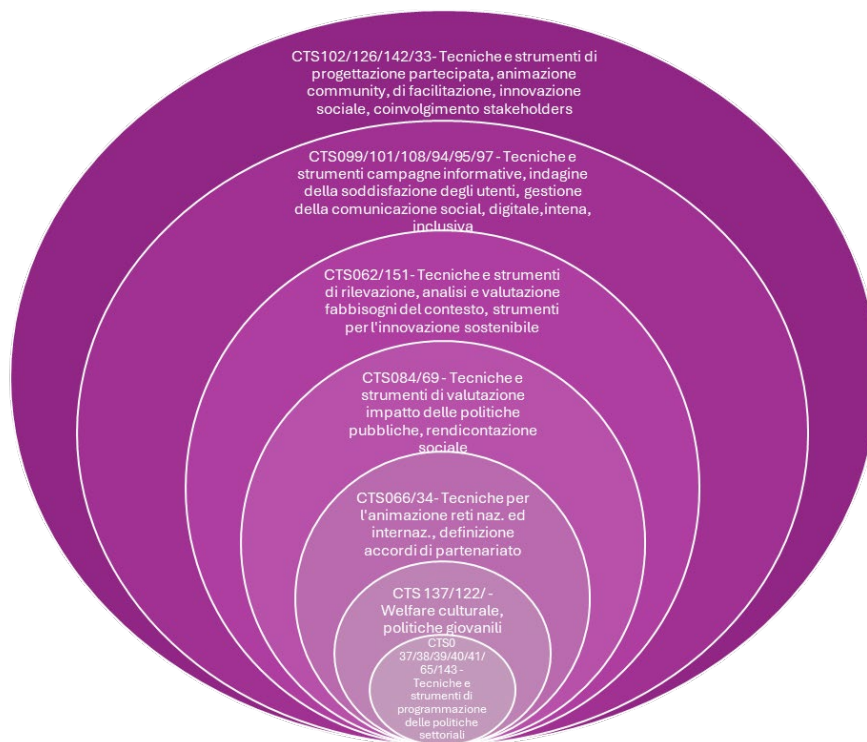 CTS102/126/142/33- Tecniche e strumenti di
progettazione partecipata, animazione
community, di facilitazione, innovazione
sociale, coinvolgimento stakeholders
CTS099/101/108/94/95/97 - Tecniche e
strumenti campagne informative, indagine
della soddisfazione degli utenti, gestione
della comunicazione social, digitale,intena,
inclusiva
CTS062/151- Tecniche e strumenti
di rilevazione, analisi e valutazione
fabbisogni del contesto, strumenti
per l'innovazione sostenibile
CTS084/69 - Tecniche e
strumenti di valutazione
impatto delle politiche
pubbliche, rendicontazione
sociale
CTS066/34- Tecniche per
l'animazione reti naz. ed
internaz., definizione
accordi di partenariato
CTS 137/122/ -
Welfare culturale,
politiche giovanili
CTS0
37/38/39/40/41/
65/143 -
Tecniche e
strumenti di
programmazione
delle politiche
settoriali